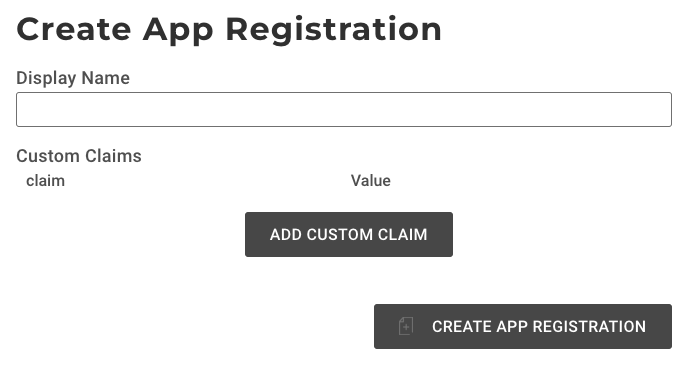 Create App Registration
Display Name
Custom Claims
claim Value
ADD CUSTOM CLAIM
CREATE APP REGISTRATION